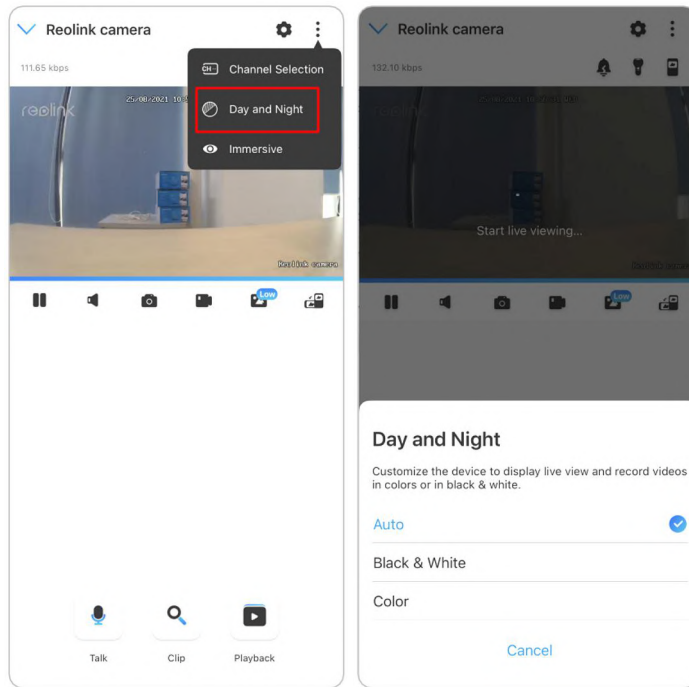 Reolink camera
111.65 kbps
CH
Channel Selection
Day and Night
Immersive
reolink
25/08/2021 10
Reolink camera
Low
Talk
Clip
Playback
Reolink camera
132.10 kbps
Start live viewing...
Low
Day and Night
Customize the device to display live view and record videos
in colors or in black & white.
Auto
Black & White
Color
Cancel